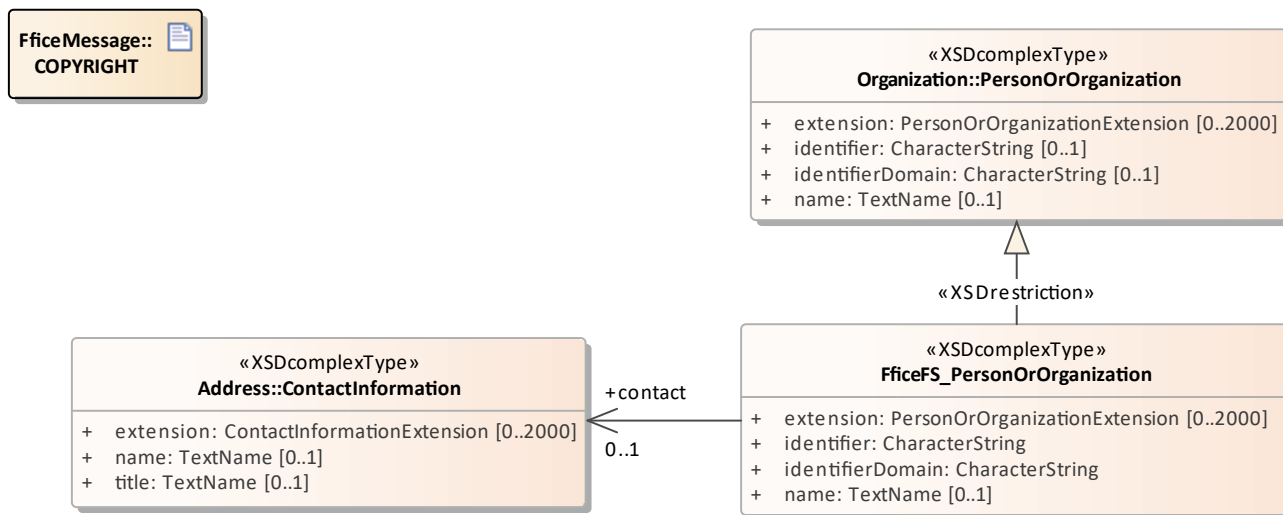 FficeMessage::
COPYRIGHT
«XSDcomplexType»
Organization::PersonOrOrganization
+ extension: PersonOrOrganizationExtension [0..2000]
+ identifier: CharacterString [0..1]
+ identifierDomain: CharacterString [0..1]
+ name: TextName [0..1]
«XSDrestriction»
«XSDcomplexType»
Address::ContactInformation
+ extension: ContactInformationExtension [0..2000]
+ name: TextName [0..1]
+ title: TextName [0..1]
+contact
0..1
«XSDcomplexType»
FficeFS_PersonOrOrganization
+ extension: PersonOrOrganizationExtension [0..2000]
+ identifier: CharacterString
+ identifierDomain: CharacterString
+ name: TextName [0..1]